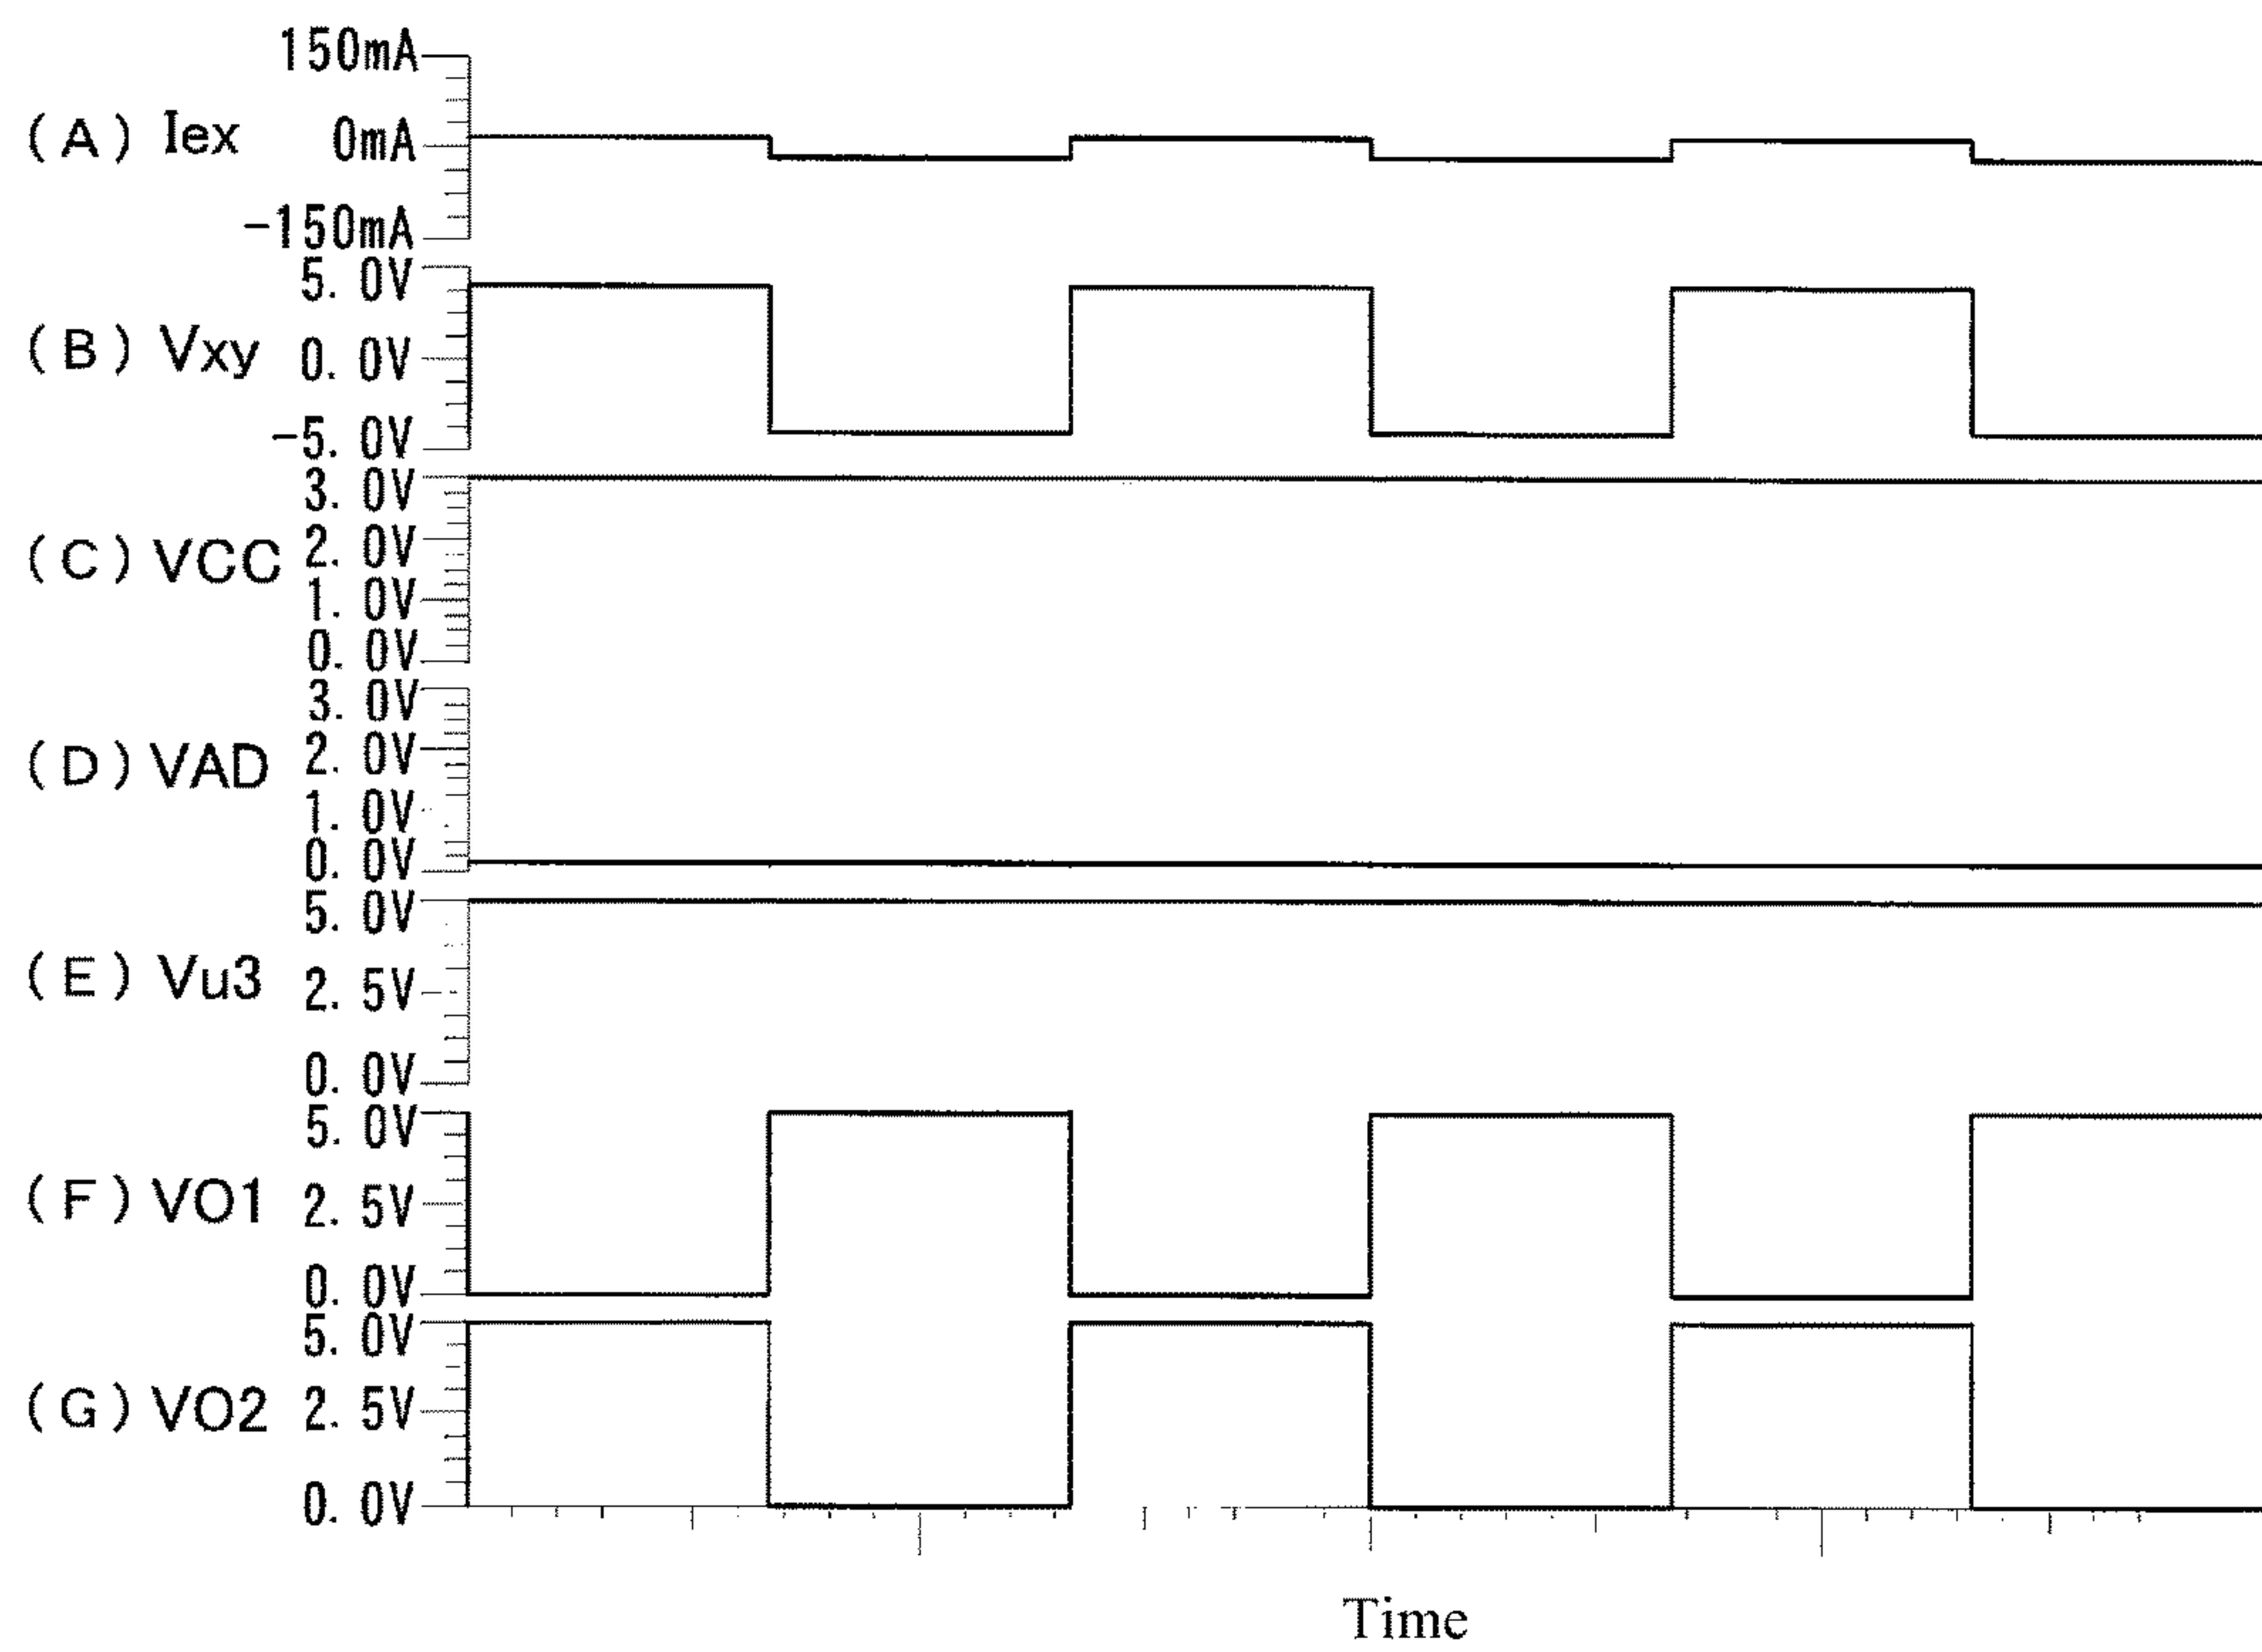 150mA
(A) Iex 0mA
-150mA
5.0V
(B) Vxy 0.0V
-5.0V
3.0V
(C) VCC 2.0V
1.0V
0.0V
3.0V
(D) VAD 2.0V
1.0V
0.0V
5.0V
(E) Vu3 2.5V
0.0V
5.0V
(F) VO1 2.5V
0.0V
5.0V
(G) VO2 2.5V
0.0V
Time